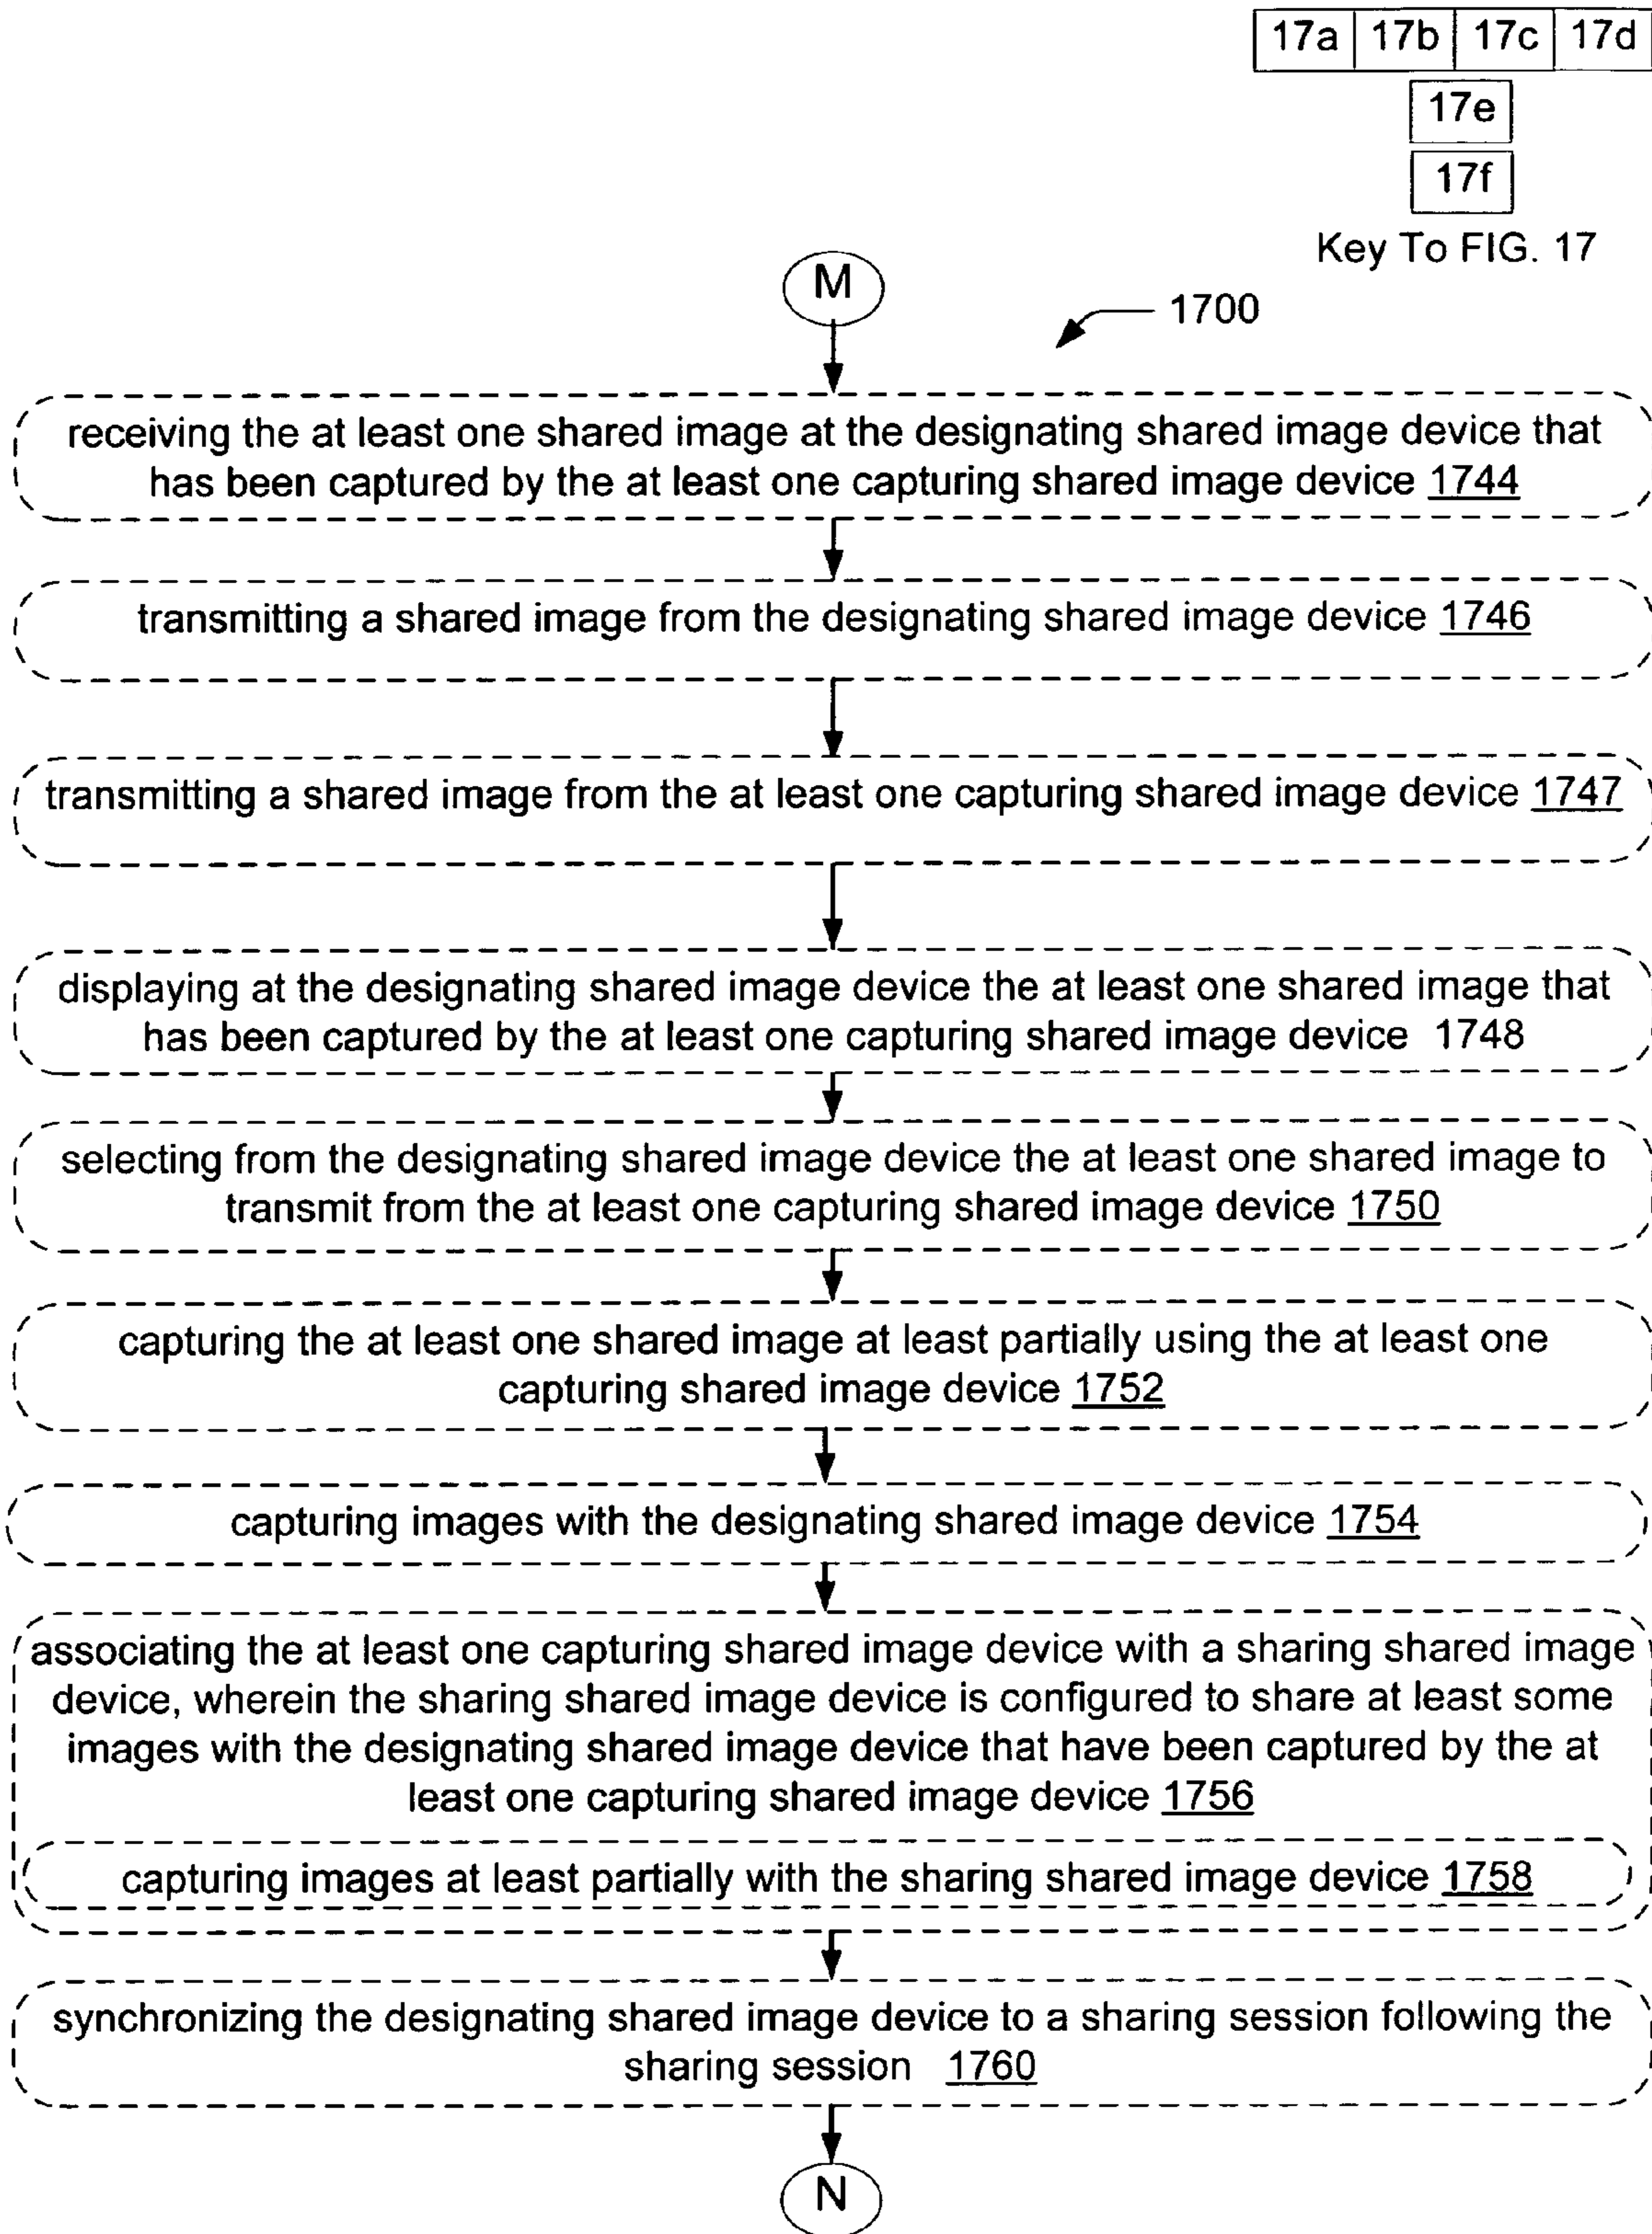 17a 17b 17c 17d
17e
17f
Key To FIG. 17
M
1700
receiving the at least one shared image at the designating shared image device that
has been captured by the at least one capturing shared image device 1744
transmitting a shared image from the designating shared image device 1746
transmitting a shared image from the at least one capturing shared image device 1747
displaying at the designating shared image device the at least one shared image that
has been captured by the at least one capturing shared image device 1748
selecting from the designating shared image device the at least one shared image to
transmit from the at least one capturing shared image device 1750
capturing the at least one shared image at least partially using the at least one
capturing shared image device 1752
capturing images with the designating shared image device 1754
associating the at least one capturing shared image device with a sharing shared image
device, wherein the sharing shared image device is configured to share at least some
images with the designating shared image device that have been captured by the at
least one capturing shared image device 1756
capturing images at least partially with the sharing shared image device 1758
synchronizing the designating shared image device to a sharing session following the
sharing session 1760
N